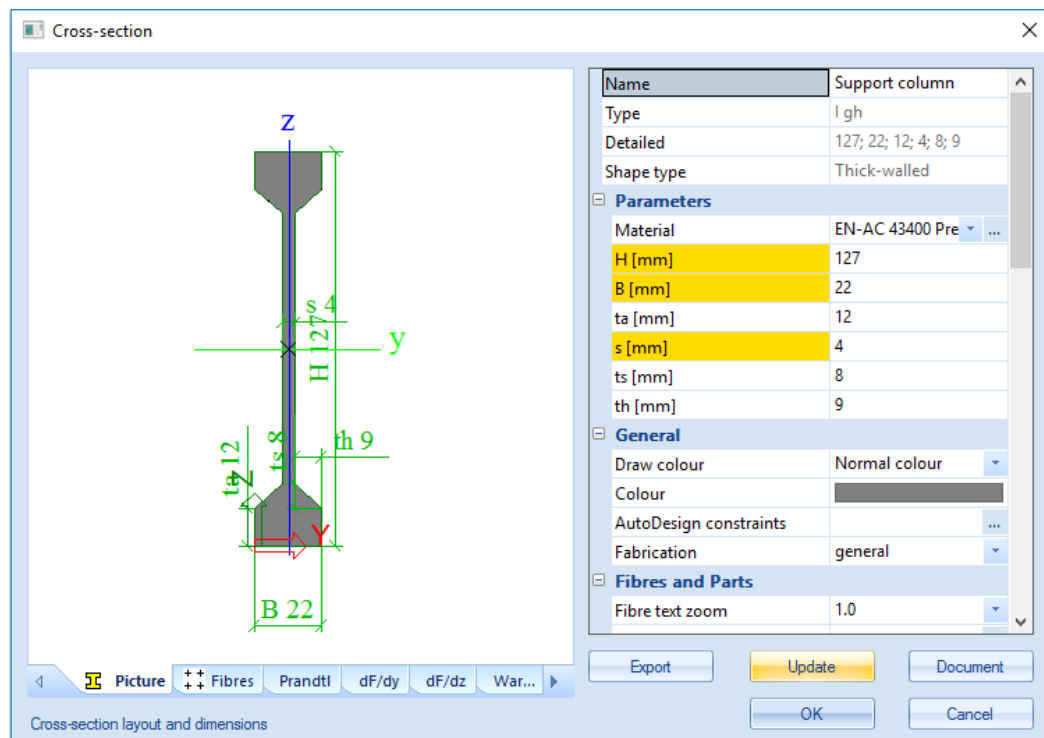 Cross-section
z
s 4
y
H 127
ts 8
th 9
ta 12
Z
Y
B 22
Picture
Fibres
Prandtl
dF/dy
dF/dz
War...
Cross-section layout and dimensions
Name Support column
Type I gh
Detailed 127; 22; 12; 4; 8; 9
Shape type Thick-walled
Parameters
Material EN-AC 43400 Pre ...
H [mm] 127
B [mm] 22
ta [mm] 12
s [mm] 4
ts [mm] 8
th [mm] 9
General
Draw colour Normal colour
Colour
AutoDesign constraints ...
Fabrication general
Fibres and Parts
Fibre text zoom 1.0
Export Update Document
OK Cancel